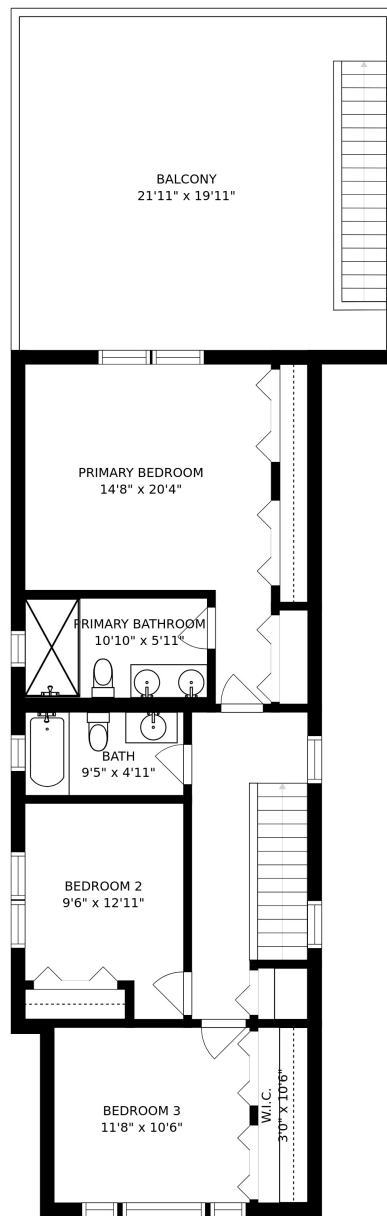 BALCONY
21'11" x 19'11"
PRIMARY BEDROOM
14'8" x 20'4"
PRIMARY BATHROOM
10'10" x 5'11"
BATH
9'5" x 4'11"
BEDROOM 2
9'6" x 12'11"
BEDROOM 3
11'8" x 10'6"
W.I.C.
3'0" x 10'6"